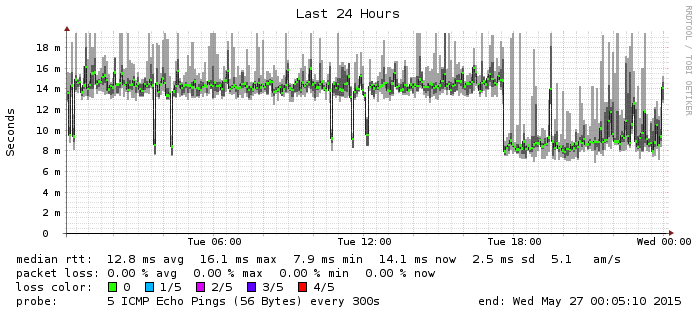 Last 24 Hours
RRDTOOL / TOBI OETIKER
Seconds
18 m
16 m
14 m
12 m
10 m
8 m
6 m
4 m
2 m
0
Tue 06:00 Tue 12:00 Tue 18:00 Wed 00:00
median rtt: 12.8 ms avg 16.1 ms max 7.9 ms min 14.1 ms now 2.5 ms sd 5.1 am/s
packet loss: 0.00 % avg 0.00 % max 0.00 % min 0.00 % now
loss color: 0 1/5 2/5 3/5 4/5
probe: 5 ICMP Echo Pings (56 Bytes) every 300s end: Wed May 27 00:05:10 2015